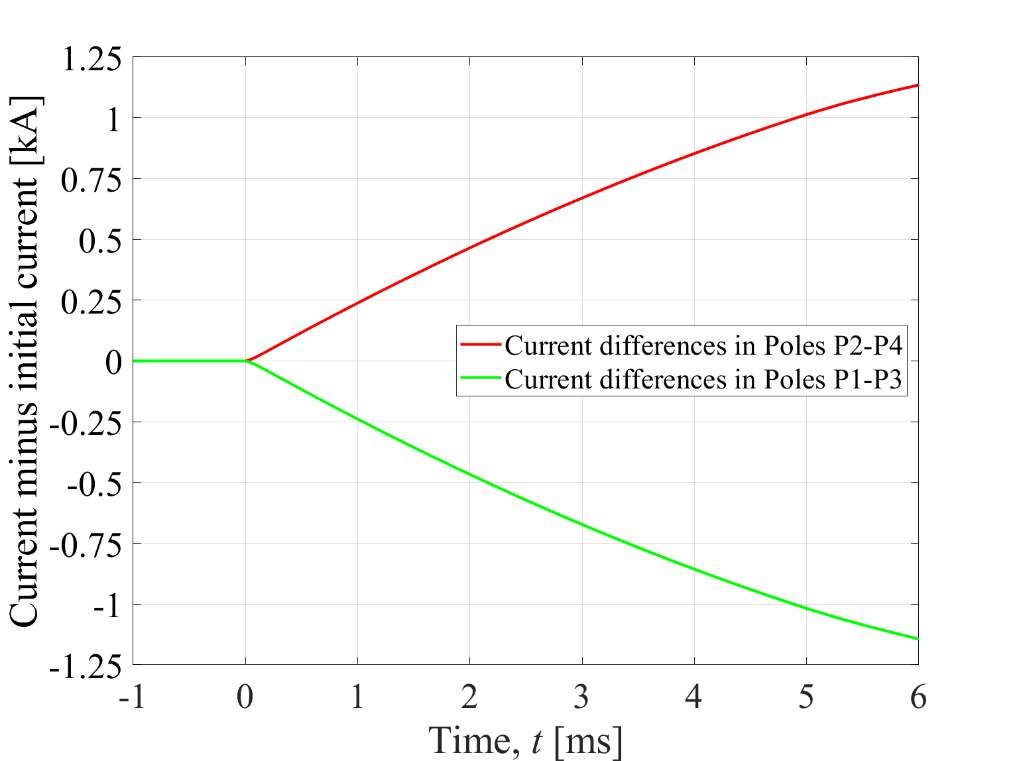 Current minus initial current [kA]
1.25
1
0.75
0.5
0.25
0
-0.25
-0.5
-0.75
-1
-1.25
Current differences in Poles P2-P4
Current differences in Poles P1-P3
-1 0 1 2 3 4 5 6
Time, t [ms]